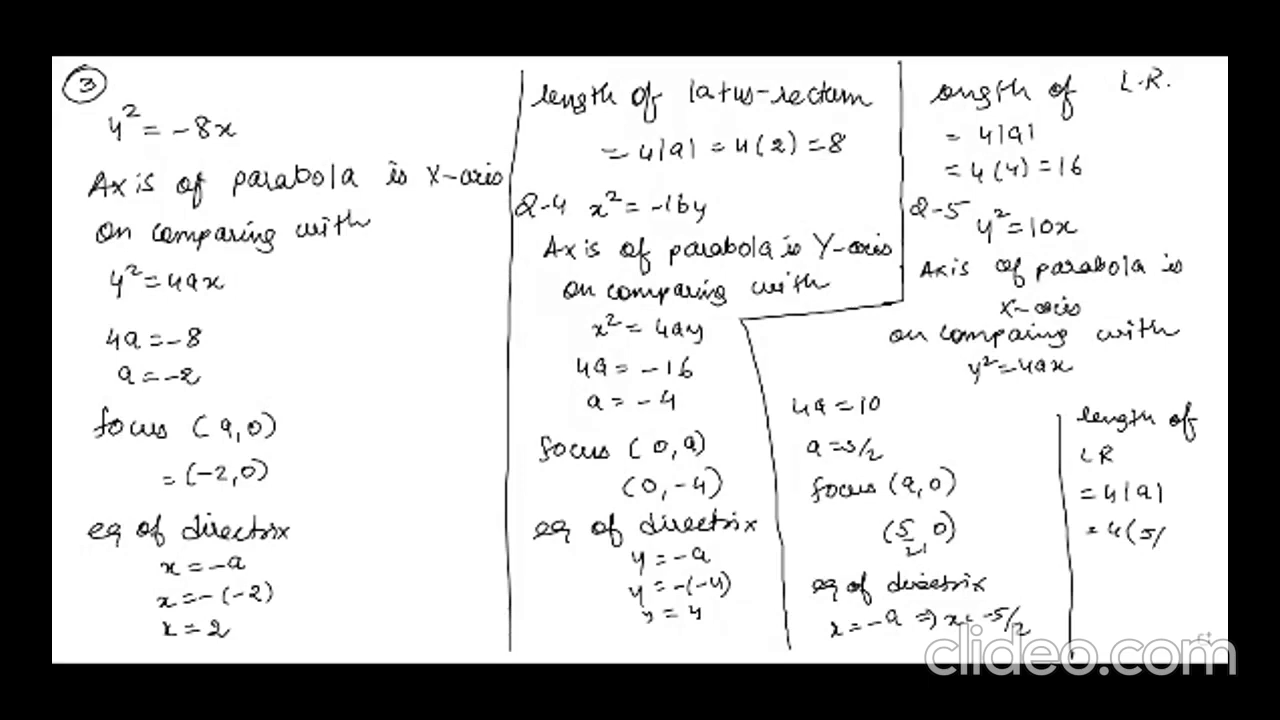 3
y² = -8x
Axis of parabola is X-axis
on comparing with
y² = 4ax
4a = -8
a = -2
focus (a,0)
= (-2,0)
eq of directrix
x = -a
x = -(-2)
x = 2
length of latus-rectum
= 4|a| = 4(2) = 8
Q-4 x² = -16y
Axis of parabola is Y-axis
on comparing with
x² = 4ay
4a = -16
a = -4
focus (0,a)
(0,-4)
eq of directrix
y = -a
y = -(-4)
y = 4
length of L.R.
= 4|a|
= 4(4) = 16
Q-5 y² = 10x
Axis of parabola is
X-axis
on comparing with
y² = 4ax
4a = 10
a = 5/2
focus (a,0)
(5/2, 0)
eq of directrix
x = -a ⇒ x = -5/2
length of
LR
= 4|a|
= 4(5/
clideo.com